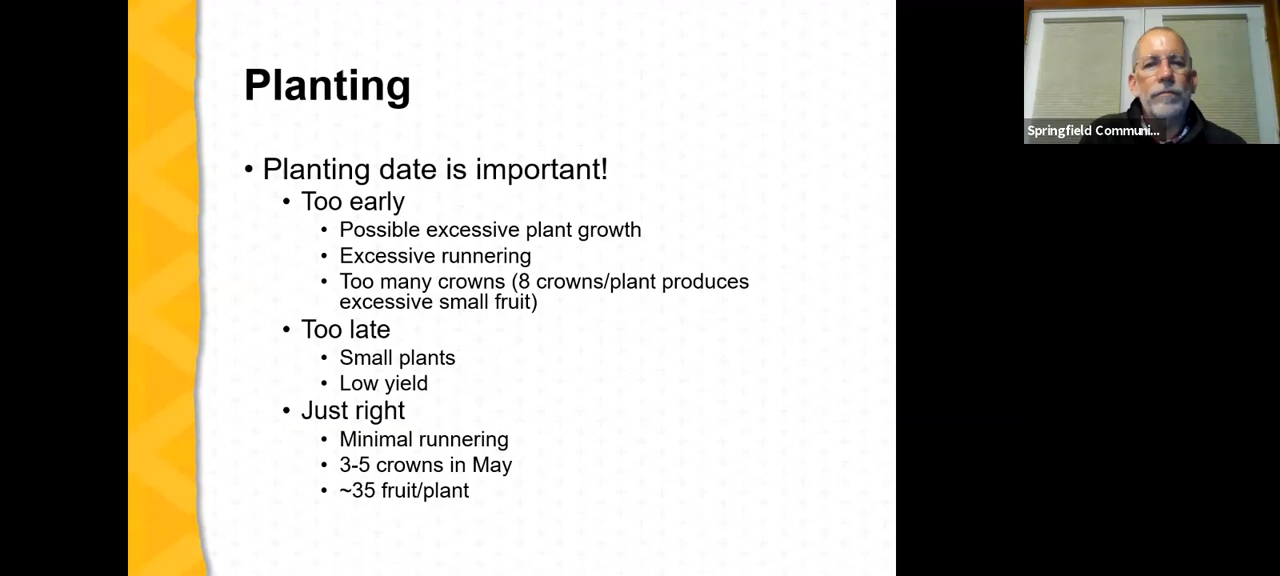 Planting
• Planting date is important!
• Too early
• Possible excessive plant growth
• Excessive runnering
• Too many crowns (8 crowns/plant produces
excessive small fruit)
• Too late
• Small plants
• Low yield
• Just right
• Minimal runnering
• 3-5 crowns in May
• ~35 fruit/plant
Springfield Communi...